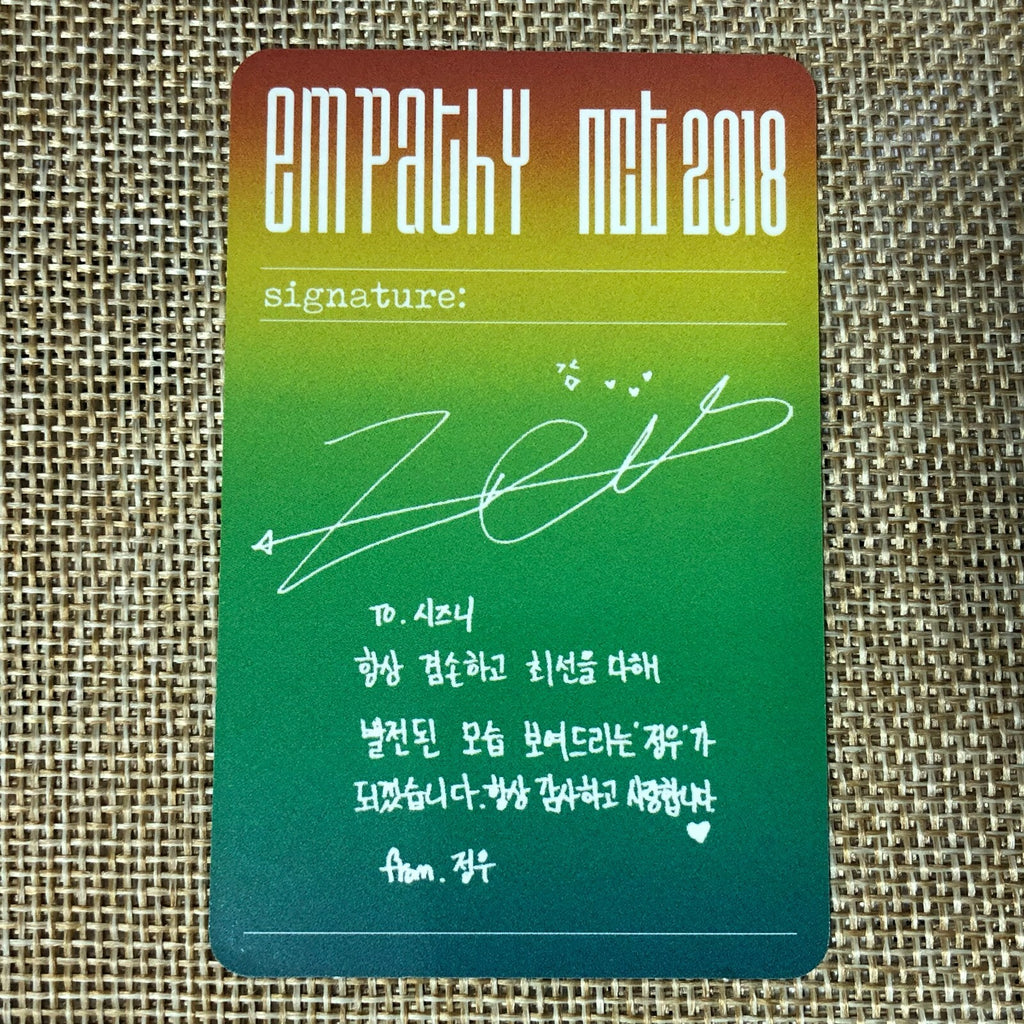 empathy nct 2018
signature:
감
Zeus
To. 시즈니
항상 겸손하고 최선을 다해
발전된 모습 보여드리는 '정우'가
되겠습니다. 항상 감사하고 사랑합니다
from. 정우